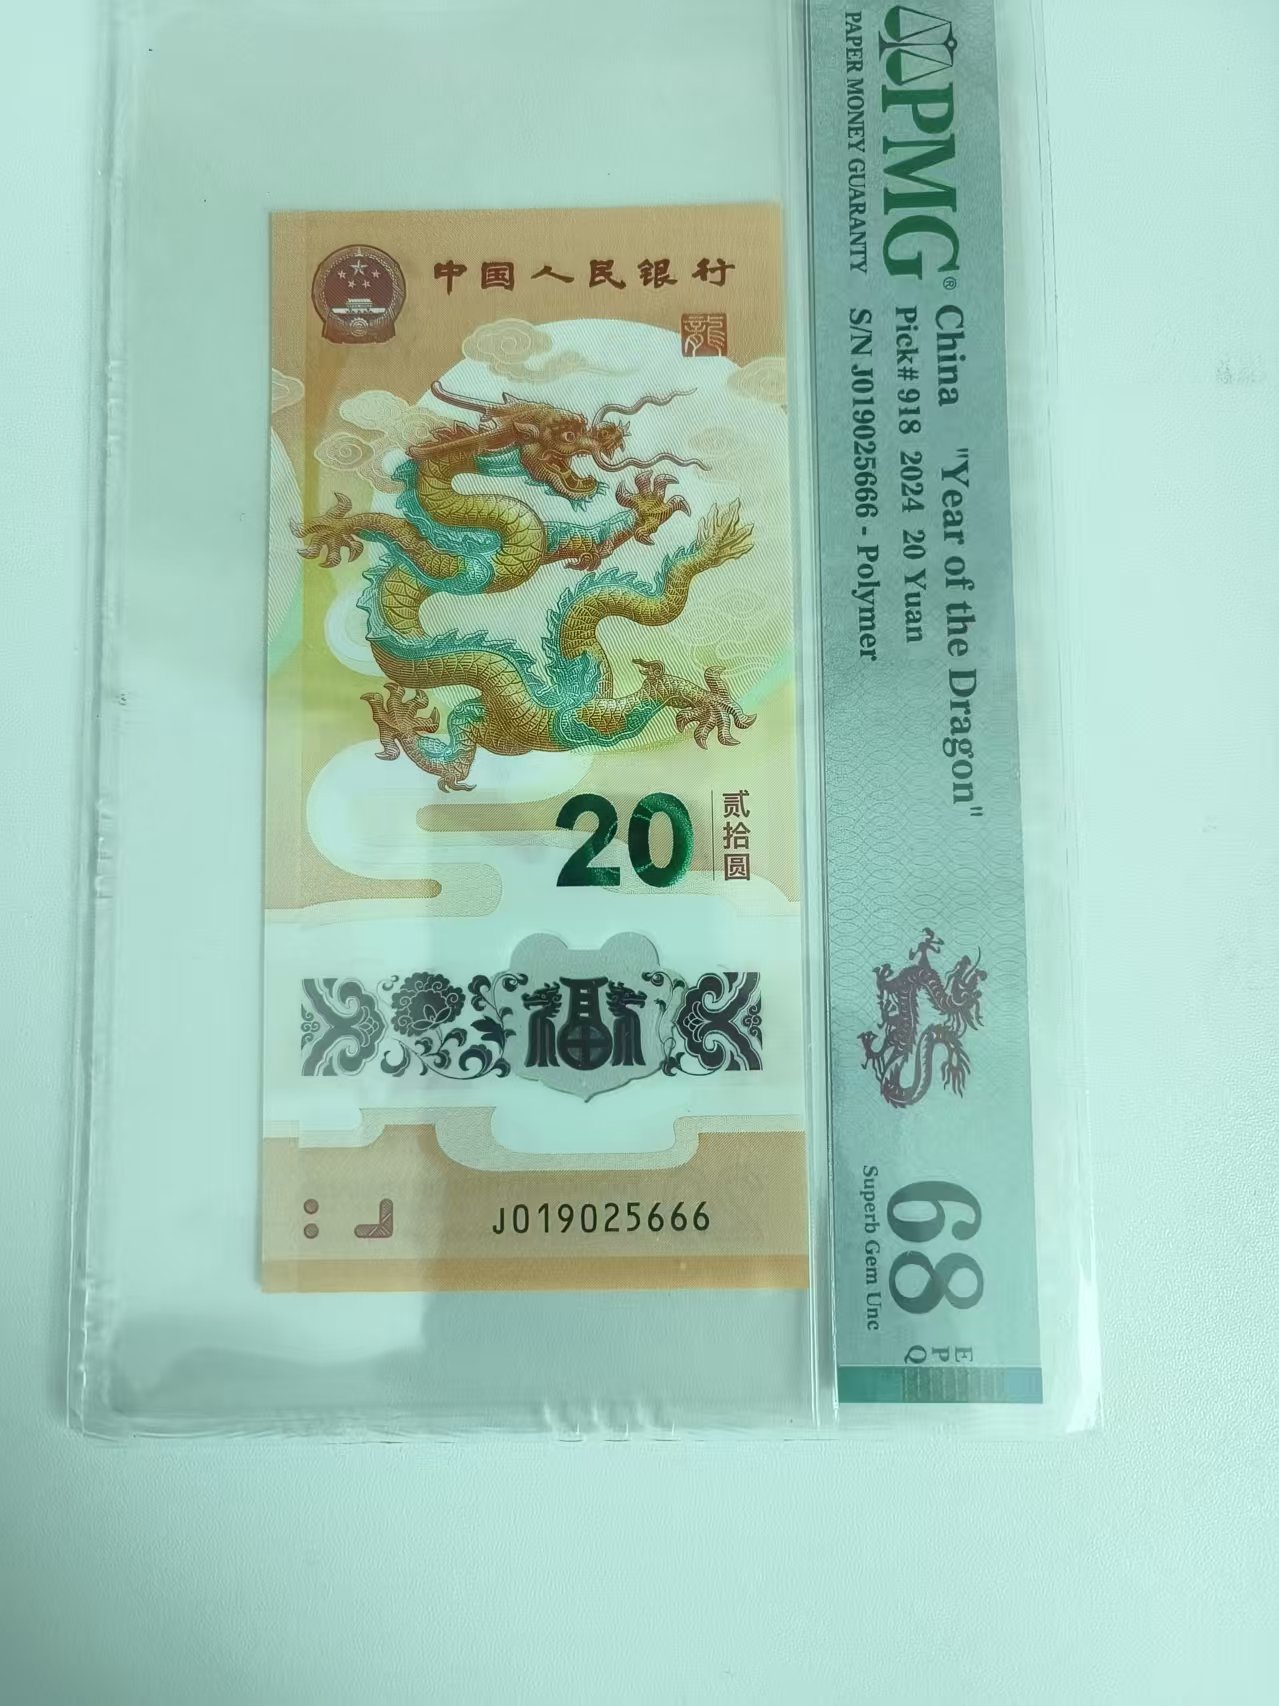 中国人民银行
龍
20
贰拾圆
福
J019025666
PMG®
PAPER MONEY GUARANTY
China "Year of the Dragon"
Pick# 918 2024 20 Yuan
S/N J019025666 - Polymer
68
EPQ
Superb Gem Unc